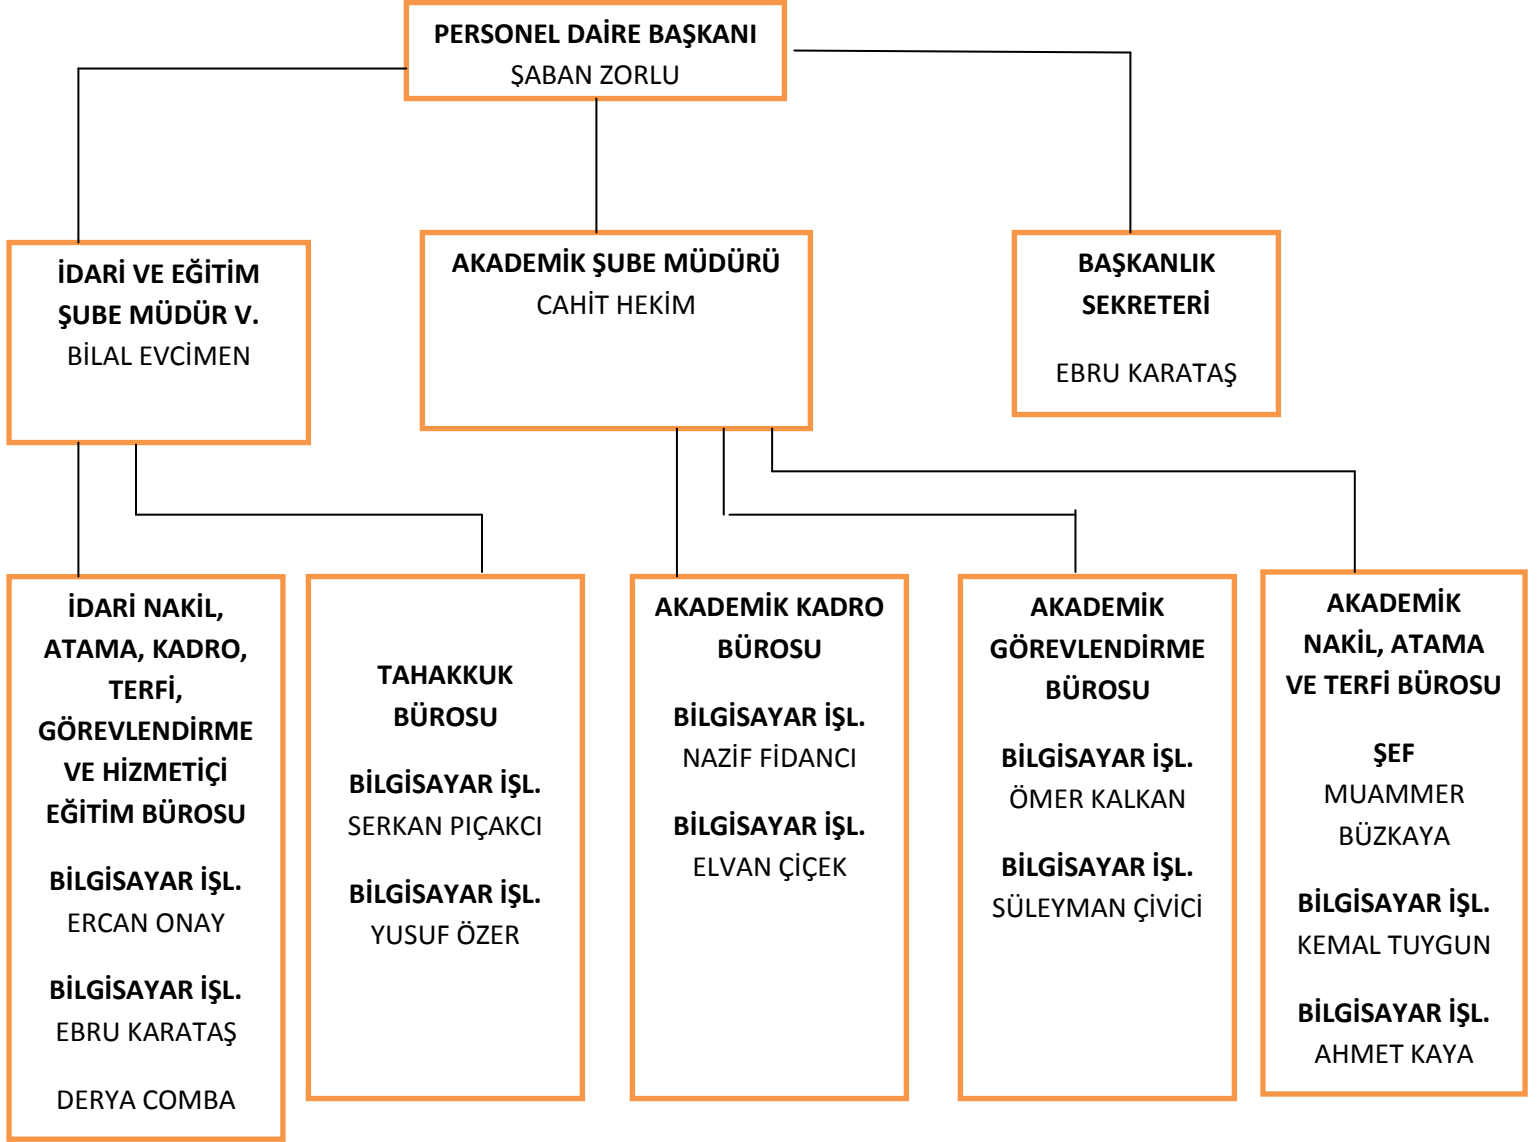 PERSONEL DAİRE BAŞKANI
ŞABAN ZORLU
İDARİ VE EĞİTİM
ŞUBE MÜDÜR V.
BİLAL EVCİMEN
AKADEMİK ŞUBE MÜDÜRÜ
CAHİT HEKİM
BAŞKANLIK
SEKRETERİ
EBRU KARATAŞ
İDARİ NAKİL,
ATAMA, KADRO,
TERFİ,
GÖREVLENDİRME
VE HİZMETİÇİ
EĞİTİM BÜROSU
BİLGİSAYAR İŞL.
ERCAN ONAY
BİLGİSAYAR İŞL.
EBRU KARATAŞ
DERYA COMBA
TAHAKKUK
BÜROSU
BİLGİSAYAR İŞL.
SERKAN PIÇAKCI
BİLGİSAYAR İŞL.
YUSUF ÖZER
AKADEMİK KADRO
BÜROSU
BİLGİSAYAR İŞL.
NAZİF FİDANCI
BİLGİSAYAR İŞL.
ELVAN ÇİÇEK
AKADEMİK
GÖREVLENDİRME
BÜROSU
BİLGİSAYAR İŞL.
ÖMER KALKAN
BİLGİSAYAR İŞL.
SÜLEYMAN ÇİVİCİ
AKADEMİK
NAKİL, ATAMA
VE TERFİ BÜROSU
ŞEF
MUAMMER
BÜZKAYA
BİLGİSAYAR İŞL.
KEMAL TUYGUN
BİLGİSAYAR İŞL.
AHMET KAYA